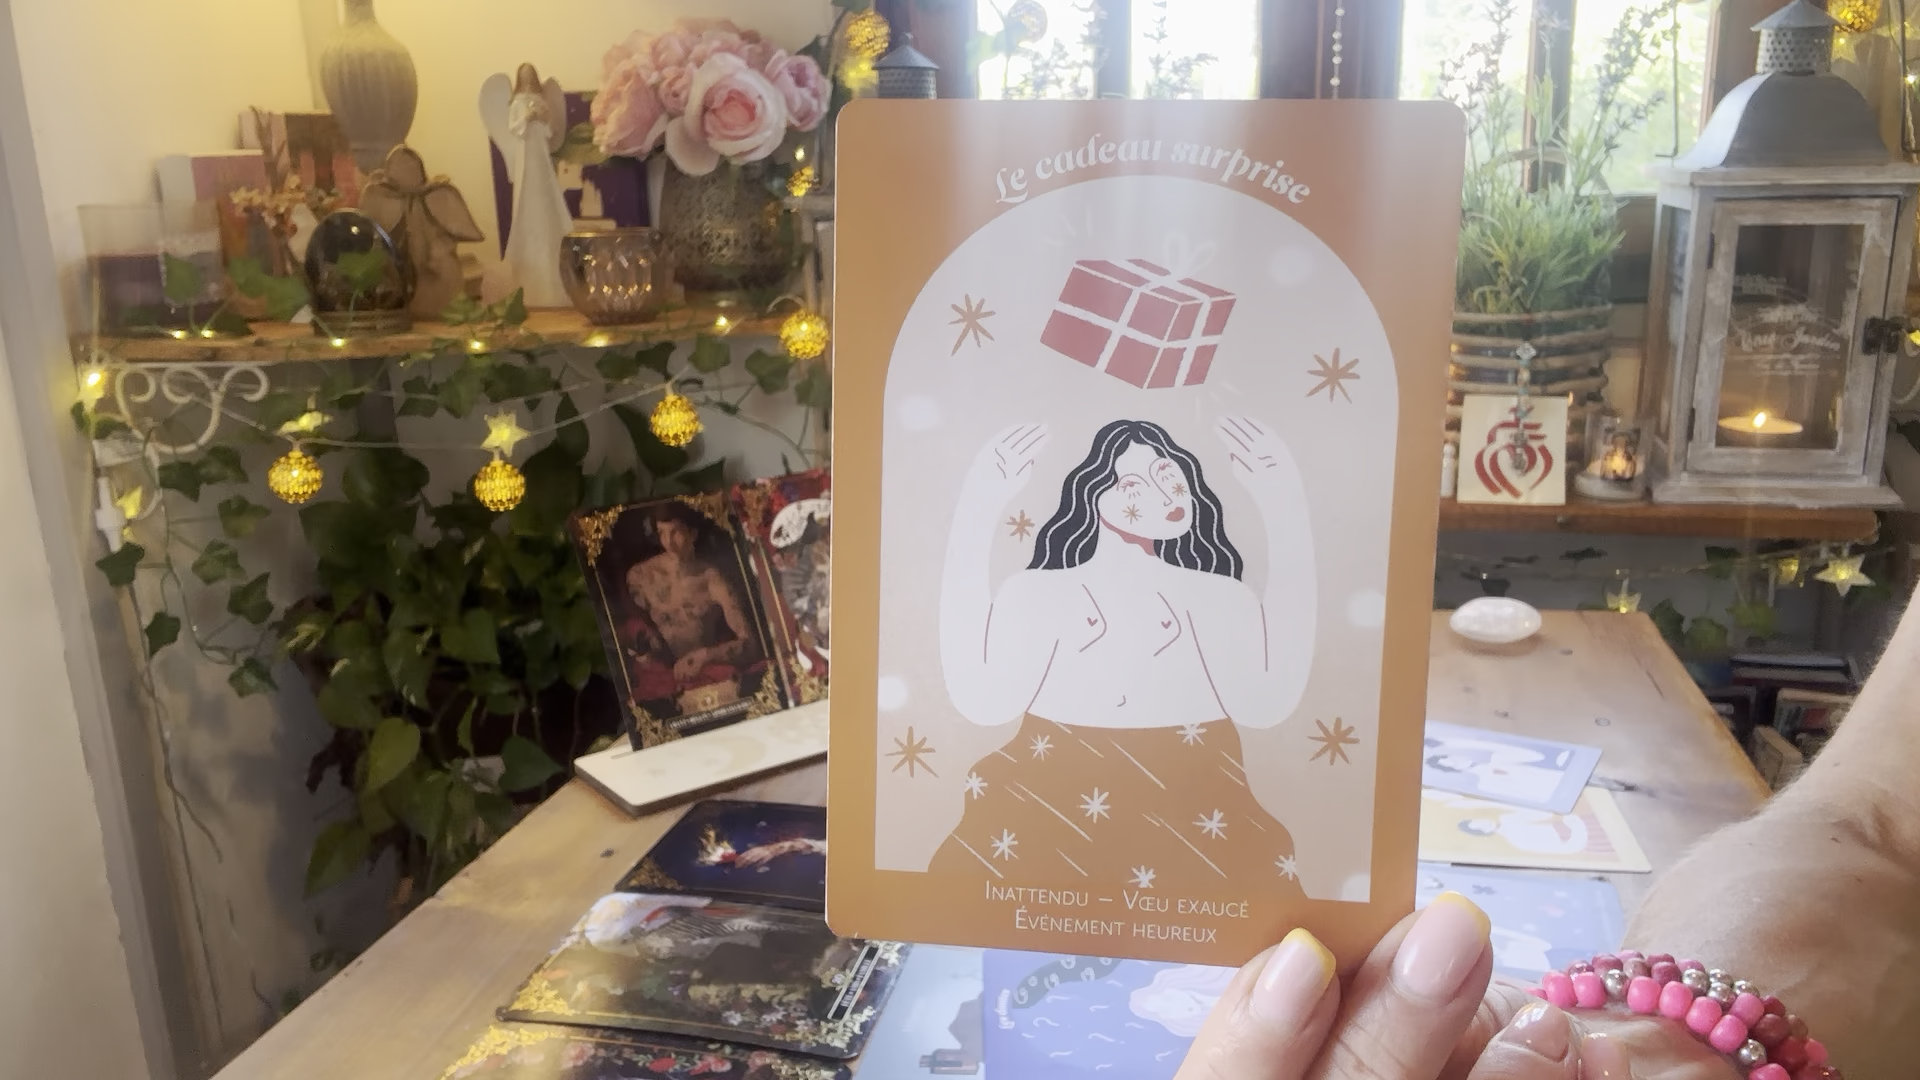 Le cadeau surprise
Inattendu – Vœu exaucé
Événement heureux